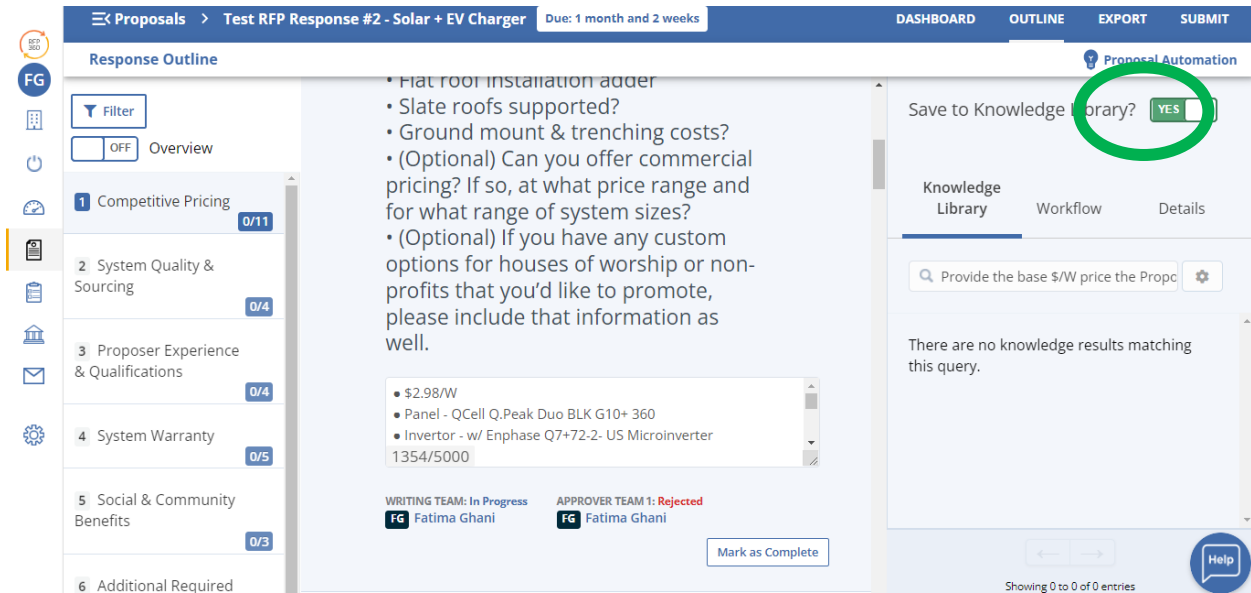 Proposals > Test RFP Response #2 - Solar + EV Charger Due: 1 month and 2 weeks DASHBOARD OUTLINE EXPORT SUBMIT
RFP
360
FG
Response Outline
Proposal Automation
Filter
OFF Overview
1 Competitive Pricing
0/11
2 System Quality &
Sourcing
0/4
3 Proposer Experience
& Qualifications
0/4
4 System Warranty
0/5
5 Social & Community
Benefits
0/3
6 Additional Required
• Flat roof installation adder
• Slate roofs supported?
• Ground mount & trenching costs?
• (Optional) Can you offer commercial
pricing? If so, at what price range and
for what range of system sizes?
• (Optional) If you have any custom
options for houses of worship or non-
profits that you’d like to promote,
please include that information as
well.
● $2.98/W
● Panel - QCell Q.Peak Duo BLK G10+ 360
● Invertor - w/ Enphase Q7+72-2- US Microinverter
1354/5000
WRITING TEAM: In Progress APPROVER TEAM 1: Rejected
FG Fatima Ghani FG Fatima Ghani
Mark as Complete
Save to Knowledge Library? YES
Knowledge
Library Workflow Details
Provide the base $/W price the Propo
There are no knowledge results matching
this query.
Help
Showing 0 to 0 of 0 entries